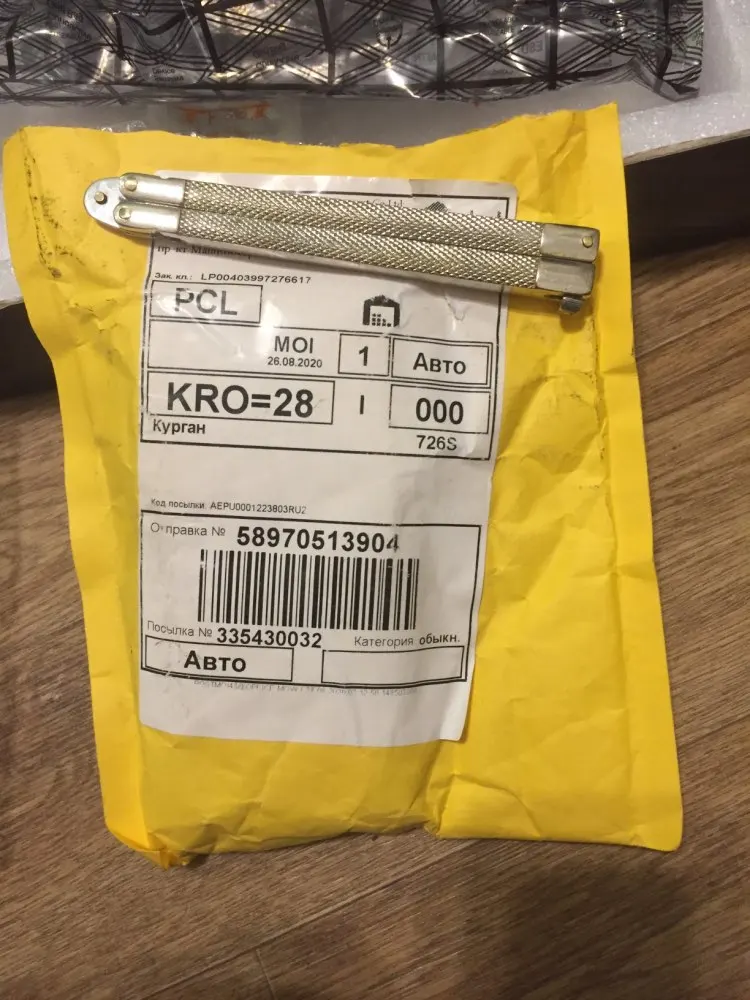 Зак. кл.: LP00403997276617
PCL
MOI
26.08.2020
1
Авто
KRO=28
I
000
Курган
726S
Код посылки: AEPU0001223803RU2
Отправка № 58970513904
Посылка № 335430032
Категория обыкн.
Авто